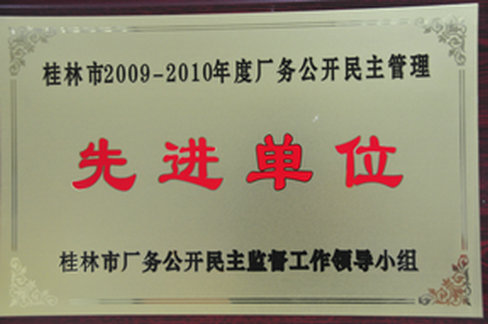 桂林市2009-2010年度厂务公开民主管理
先进单位
桂林市厂务公开民主监督工作领导小组